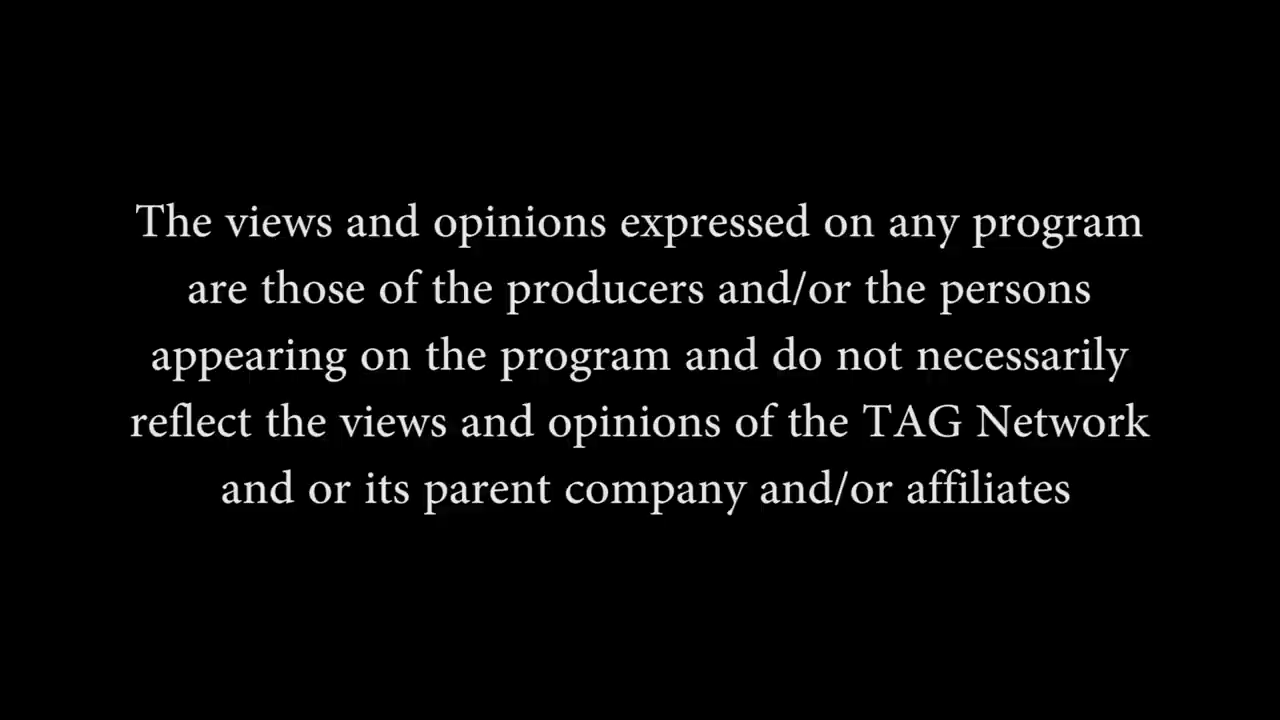 The views and opinions expressed on any program
are those of the producers and/or the persons
appearing on the program and do not necessarily
reflect the views and opinions of the TAG Network
and or its parent company and/or affiliates